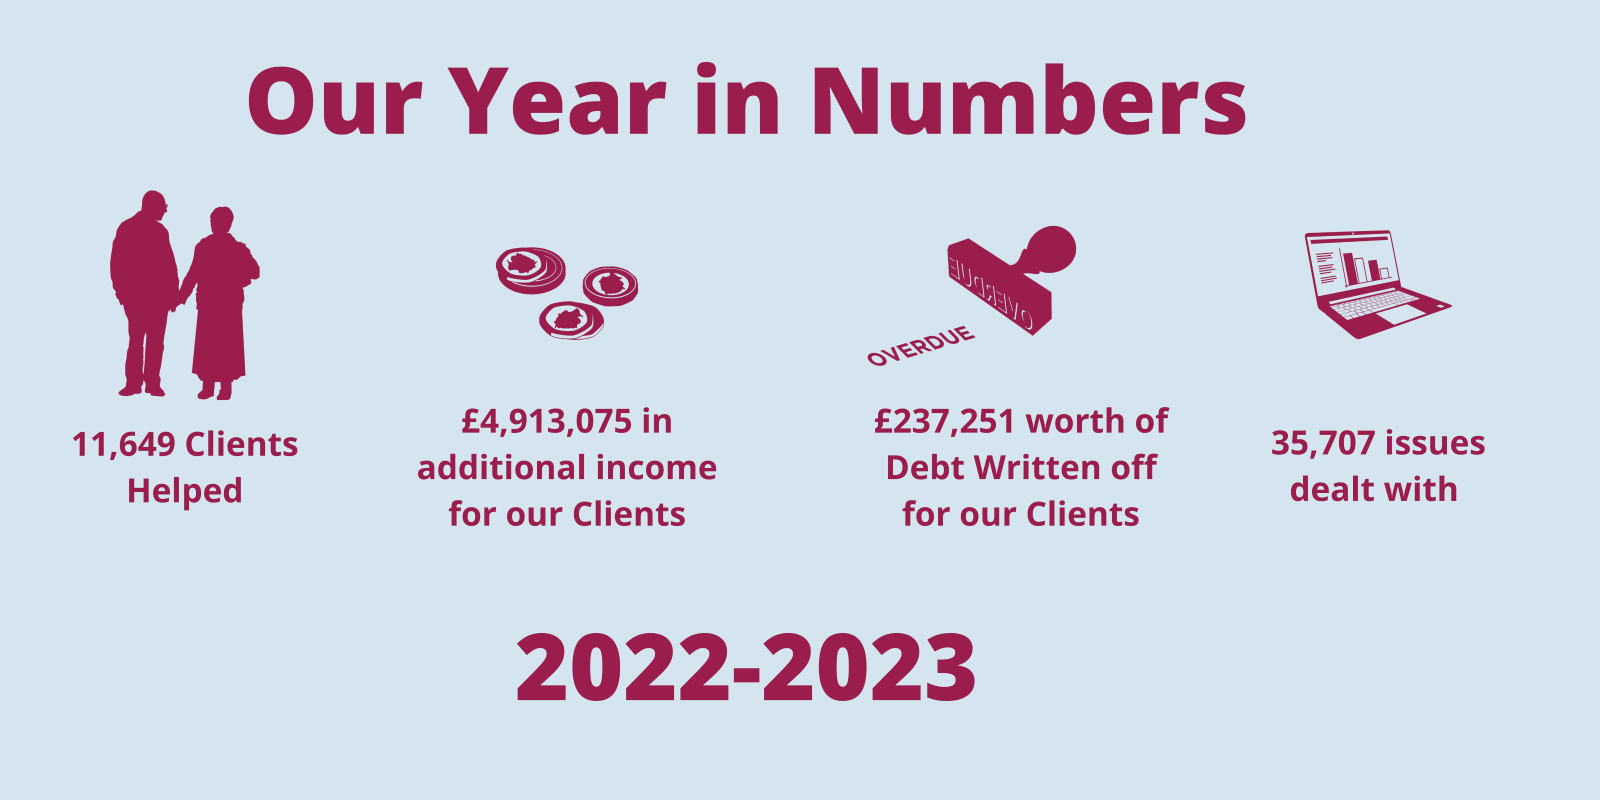 Our Year in Numbers
OVERDUE
OVERDUE
11,649 Clients
Helped
£4,913,075 in
additional income
for our Clients
£237,251 worth of
Debt Written off
for our Clients
35,707 issues
dealt with
2022-2023